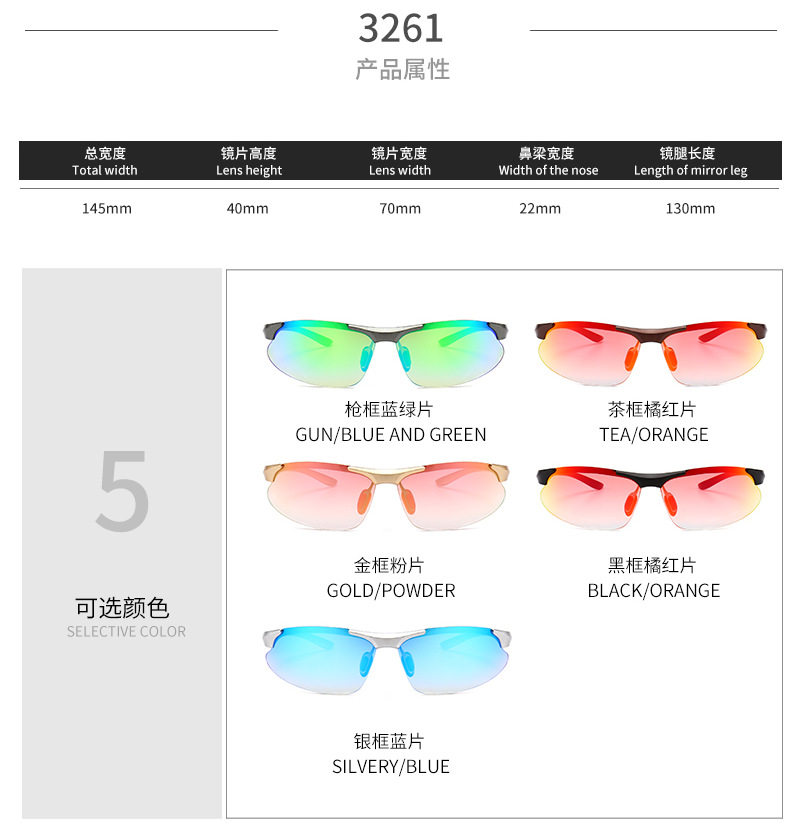 3261
产品属性
总宽度 镜片高度 镜片宽度 鼻梁宽度 镜腿长度
Total width Lens height Lens width Width of the nose Length of mirror leg
145mm 40mm 70mm 22mm 130mm
5
可选颜色
SELECTIVE COLOR
枪框蓝绿片 茶框橘红片
GUN/BLUE AND GREEN TEA/ORANGE
金框粉片 黑框橘红片
GOLD/POWDER BLACK/ORANGE
银框蓝片
SILVERY/BLUE